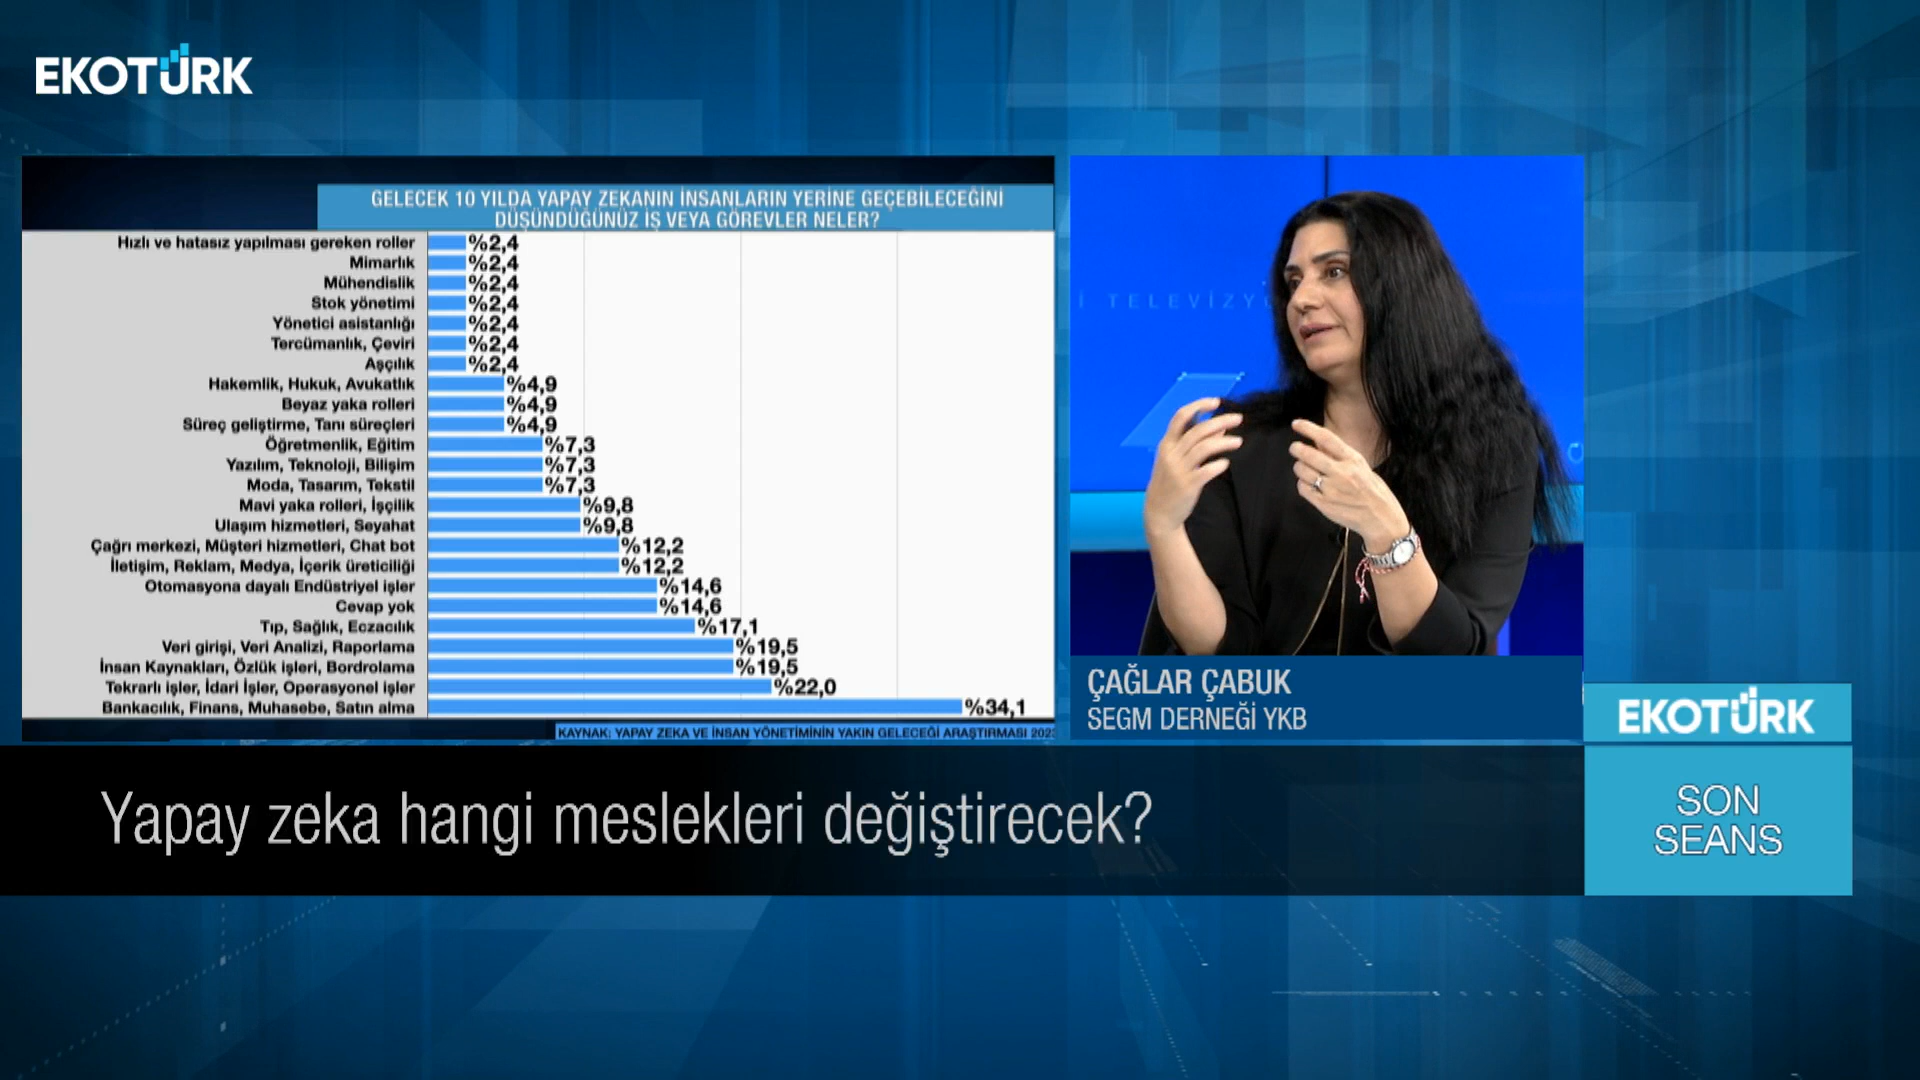 EKOTÜRK
GELECEK 10 YILDA YAPAY ZEKANIN İNSANLARIN YERİNE GEÇEBİLECEĞİNİ
DÜŞÜNDÜĞÜNÜZ İŞ VEYA GÖREVLER NELER?
Hızlı ve hatasız yapılması gereken roller %2,4
Mimarlık %2,4
Mühendislik %2,4
Stok yönetimi %2,4
Yönetici asistanlığı %2,4
Tercümanlık, Çeviri %2,4
Aşçılık %2,4
Hakemlik, Hukuk, Avukatlık %4,9
Beyaz yaka rolleri %4,9
Süreç geliştirme, Tanı süreçleri %4,9
Öğretmenlik, Eğitim %7,3
Yazılım, Teknoloji, Bilişim %7,3
Moda, Tasarım, Tekstil %7,3
Mavi yaka rolleri, İşçilik %9,8
Ulaşım hizmetleri, Seyahat %9,8
Çağrı merkezi, Müşteri hizmetleri, Chat bot %12,2
İletişim, Reklam, Medya, İçerik üreticiliği %12,2
Otomasyona dayalı Endüstriyel işler %14,6
Cevap yok %14,6
Tıp, Sağlık, Eczacılık %17,1
Veri girişi, Veri Analizi, Raporlama %19,5
İnsan Kaynakları, Özlük işleri, Bordrolama %19,5
Tekrarlı işler, İdari İşler, Operasyonel işler %22,0
Bankacılık, Finans, Muhasebe, Satın alma %34,1
KAYNAK: YAPAY ZEKA VE İNSAN YÖNETİMİNİN YAKIN GELECEĞİ ARAŞTIRMASI 2023
İ TELEVİZY
ÇAĞLAR ÇABUK
SEGM DERNEĞİ YKB
EKOTÜRK
Yapay zeka hangi meslekleri değiştirecek?
SON
SEANS